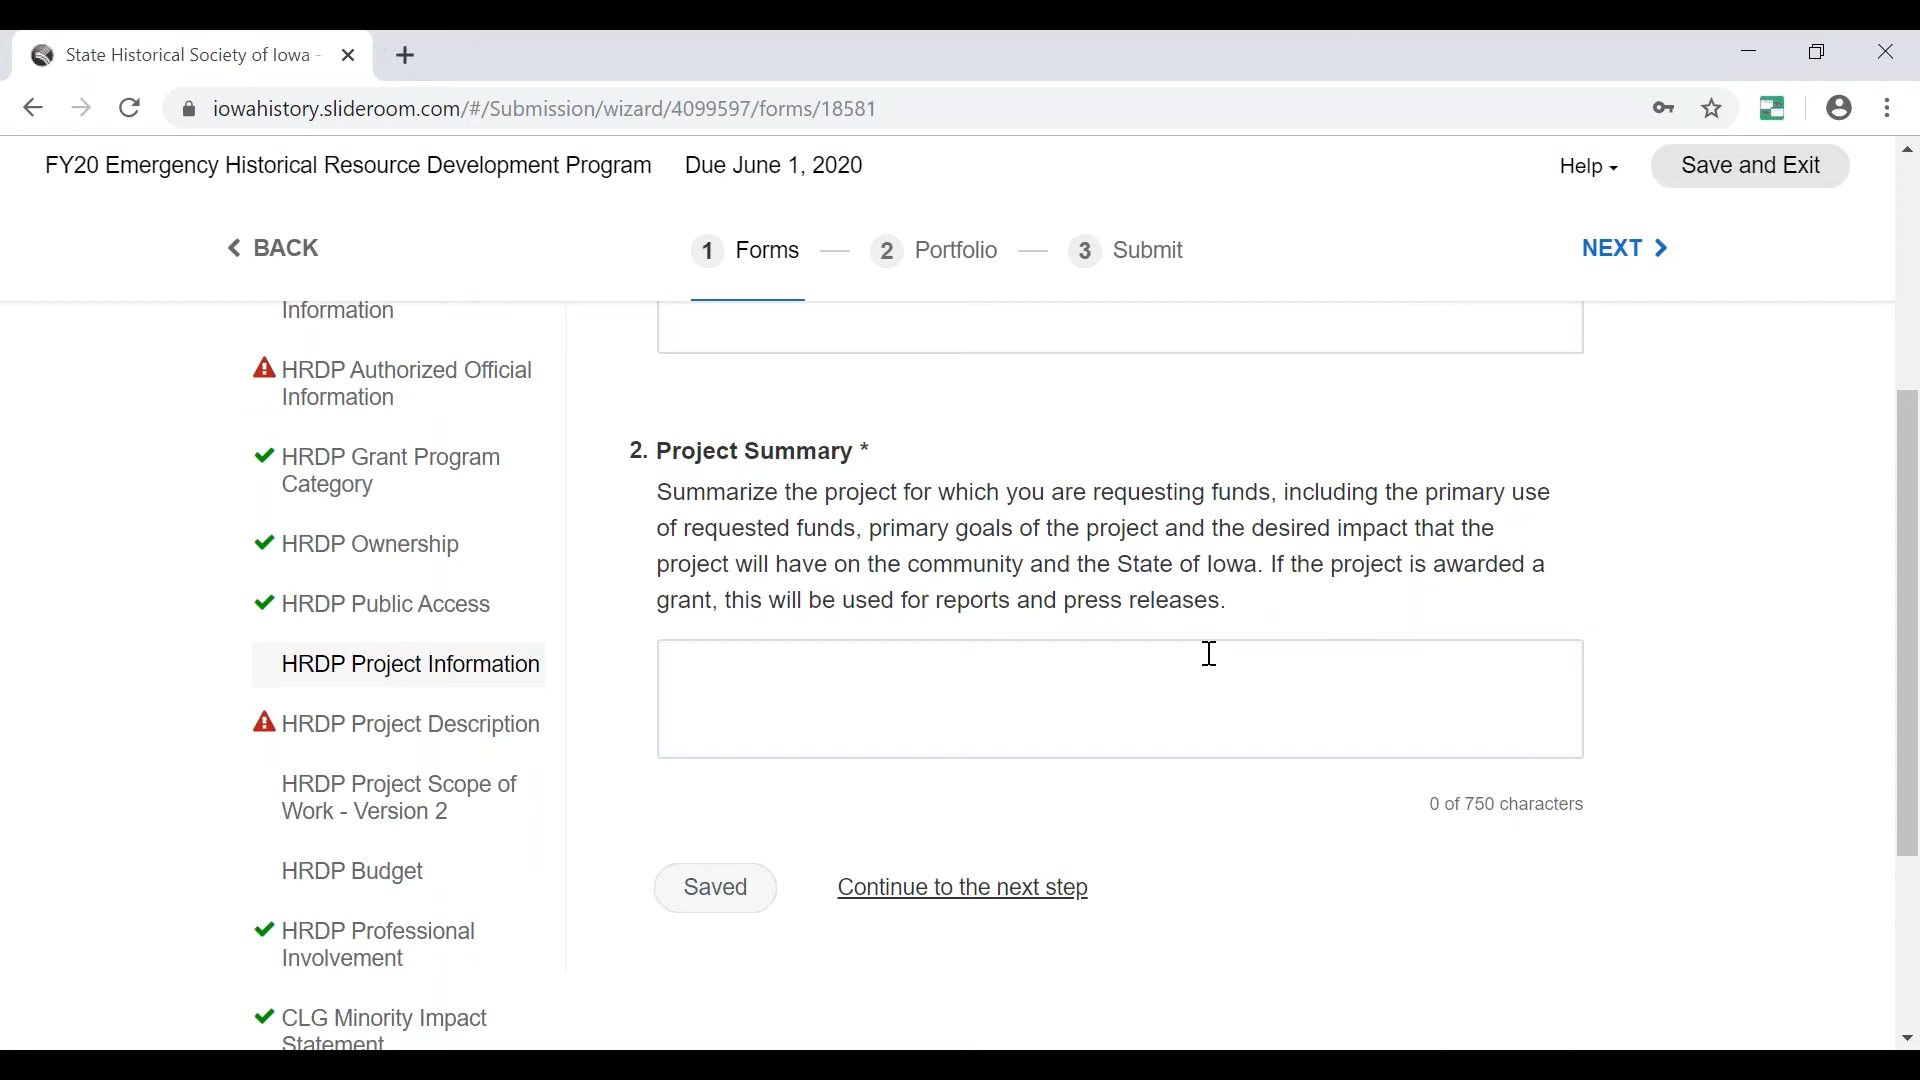 State Historical Society of Iowa -
iowahistory.slideroom.com/#/Submission/wizard/4099597/forms/18581
FY20 Emergency Historical Resource Development Program Due June 1, 2020
Help
Save and Exit
BACK
1 Forms
2 Portfolio
3 Submit
NEXT
Information
HRDP Authorized Official
Information
HRDP Grant Program
Category
HRDP Ownership
HRDP Public Access
HRDP Project Information
HRDP Project Description
HRDP Project Scope of
Work - Version 2
HRDP Budget
HRDP Professional
Involvement
CLG Minority Impact
Statement
2. Project Summary *
Summarize the project for which you are requesting funds, including the primary use
of requested funds, primary goals of the project and the desired impact that the
project will have on the community and the State of Iowa. If the project is awarded a
grant, this will be used for reports and press releases.
0 of 750 characters
Saved
Continue to the next step